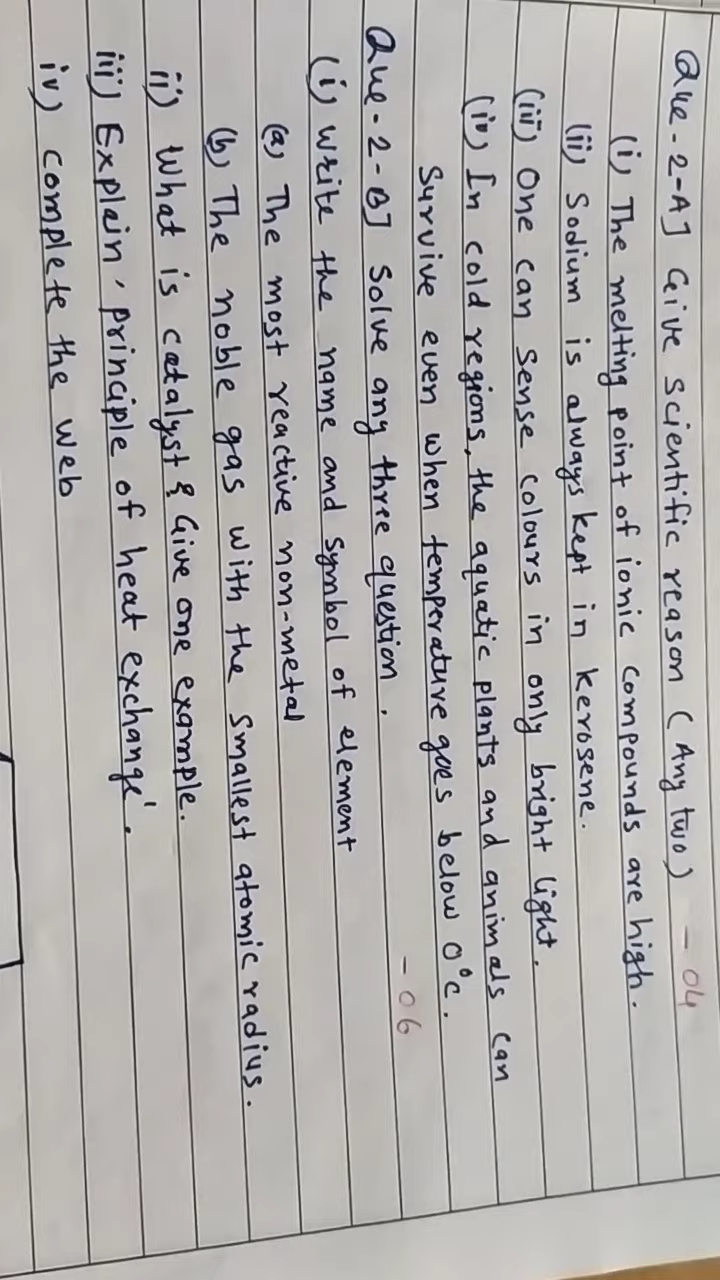 Que-2-A] Give scientific reason (Any two) - 04
(i) The melting point of ionic compounds are high.
(ii) Sodium is always kept in kerosene.
(iii) One can sense colours in only bright light.
(iv) In cold regions, the aquatic plants and animals can
survive even when temperature goes below 0°c.
Que-2-B] Solve any three question. - 06
(i) write the name and symbol of element
(a) The most reactive non-metal
(b) The noble gas with the smallest atomic radius.
ii) What is catalyst & Give one example.
iii) Explain 'principle of heat exchange'.
iv) complete the web